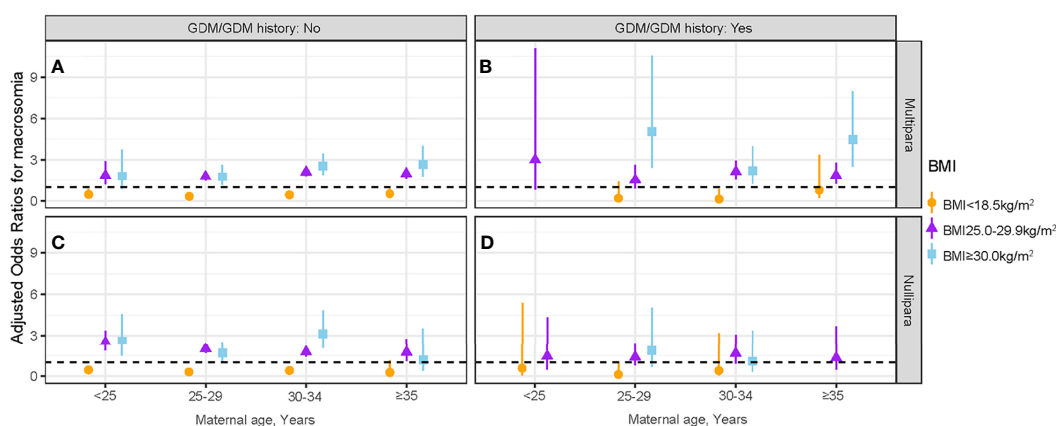 GDM/GDM history: No
GDM/GDM history: Yes
Adjusted Odds Ratios for macrosomia
A
9
6
3
0
B
Multipara
C
9
6
3
0
D
Nullipara
<25
25-29
30-34
≥35
<25
25-29
30-34
≥35
Maternal age, Years
Maternal age, Years
BMI
BMI<18.5kg/m²
BMI25.0-29.9kg/m²
BMI≥30.0kg/m²